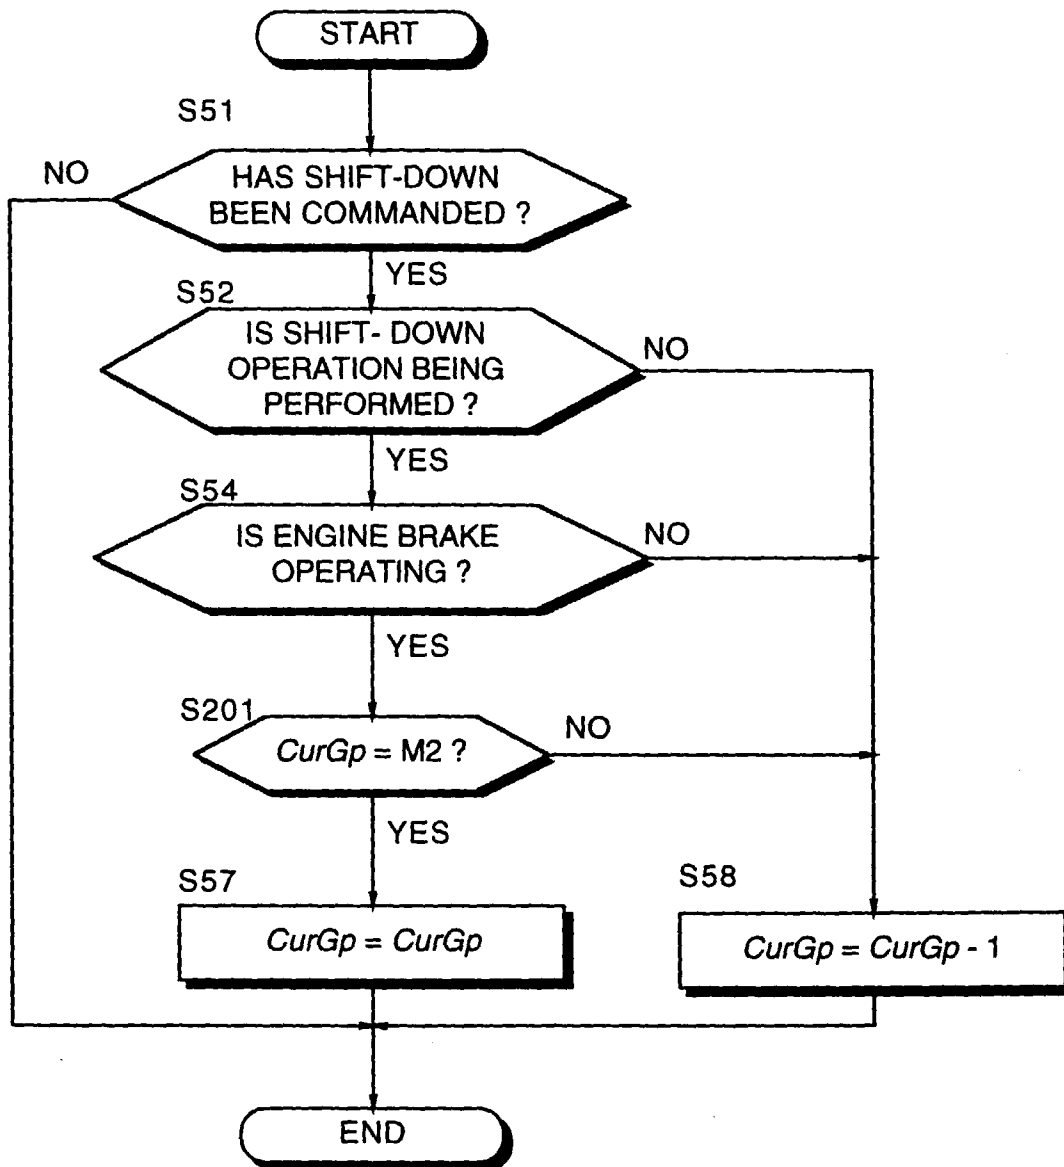 START
S51
NO
HAS SHIFT-DOWN
BEEN COMMANDED ?
YES
S52
IS SHIFT- DOWN
OPERATION BEING
PERFORMED ?
NO
YES
S54
IS ENGINE BRAKE
OPERATING ?
NO
YES
S201
CurGp = M2 ?
NO
YES
S57
CurGp = CurGp
S58
CurGp = CurGp - 1
END